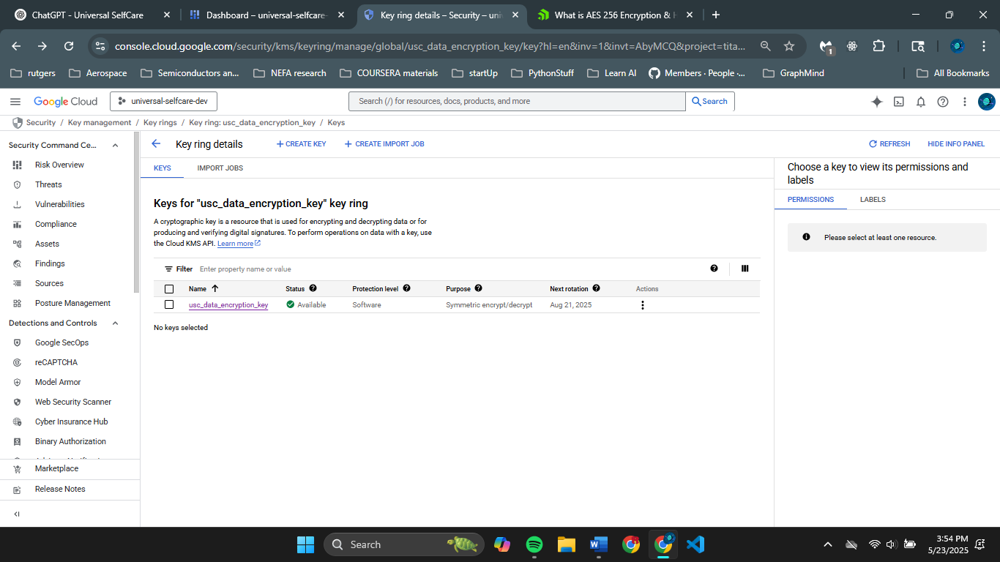 ChatGPT - Universal SelfCare
Dashboard – universal-selfcare-
Key ring details – Security – uni
What is AES 256 Encryption & H
console.cloud.google.com/security/kms/keyring/manage/global/usc_data_encryption_key/key?hl=en&inv=1&invt=AbyMCQ&project=tita...
1
rutgers
Aerospace
Semiconductors an...
NEFA research
COURSERA materials
startUp
PythonStuff
Learn AI
Members · People ·...
GraphMind
All Bookmarks
Google Cloud
universal-selfcare-dev
Search (/) for resources, docs, products, and more
Search
Security / Key management / Key rings / Key ring: usc_data_encryption_key / Keys
Security Command Ce...
Risk Overview
Threats
Vulnerabilities
Compliance
Assets
Findings
Sources
Posture Management
Detections and Controls
Google SecOps
reCAPTCHA
Model Armor
Web Security Scanner
Cyber Insurance Hub
Binary Authorization
Marketplace
Release Notes
Key ring details
CREATE KEY
CREATE IMPORT JOB
REFRESH
HIDE INFO PANEL
KEYS
IMPORT JOBS
Keys for "usc_data_encryption_key" key ring
A cryptographic key is a resource that is used for encrypting and decrypting data or for
producing and verifying digital signatures. To perform operations on data with a key, use
the Cloud KMS API. Learn more
Filter Enter property name or value
Name Status Protection level Purpose Next rotation Actions
usc_data_encryption_key Available Software Symmetric encrypt/decrypt Aug 21, 2025
No keys selected
Choose a key to view its permissions and
labels
PERMISSIONS
LABELS
Please select at least one resource.
Search
3:54 PM
5/23/2025